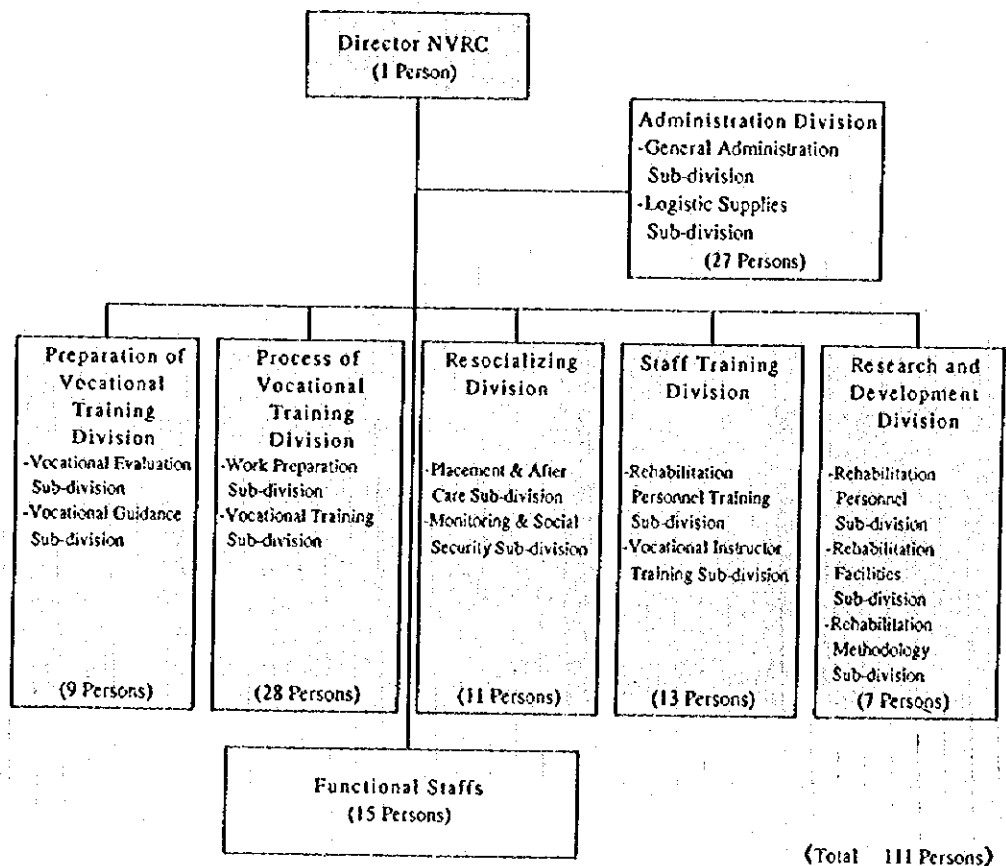 Director NVRC
(1 Person)
Administration Division
-General Administration
Sub-division
-Logistic Supplies
Sub-division
(27 Persons)
Preparation of
Vocational
Training
Division
-Vocational Evaluation
Sub-division
-Vocational Guidance
Sub-division
(9 Persons)
Process of
Vocational
Training
Division
-Work Preparation
Sub-division
-Vocational Training
Sub-division
(28 Persons)
Resocializing
Division
-Placement & After
Care Sub-division
-Monitoring & Social
Security Sub-division
(11 Persons)
Staff Training
Division
-Rehabilitation
Personnel Training
Sub-division
-Vocational Instructor
Training Sub-division
(13 Persons)
Research and
Development
Division
-Rehabilitation
Personnel
Sub-division
-Rehabilitation
Facilities
Sub-division
-Rehabilitation
Methodology
Sub-division
(7 Persons)
Functional Staffs
(15 Persons)
(Total 111 Persons)